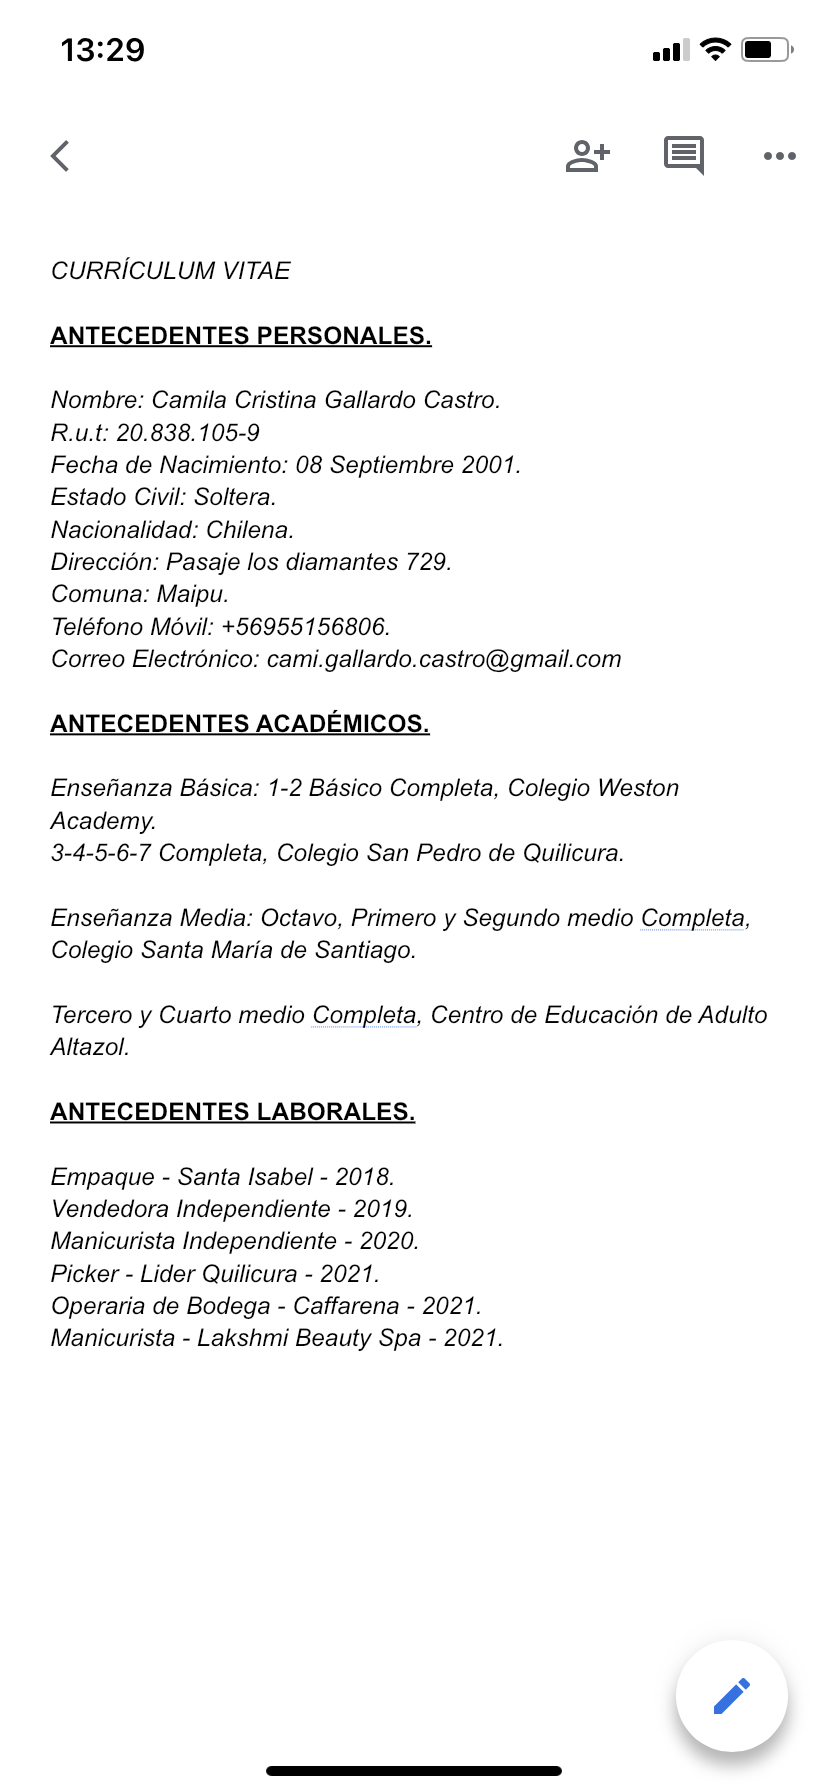 13:29
CURRÍCULUM VITAE
ANTECEDENTES PERSONALES.
Nombre: Camila Cristina Gallardo Castro.
R.u.t: 20.838.105-9
Fecha de Nacimiento: 08 Septiembre 2001.
Estado Civil: Soltera.
Nacionalidad: Chilena.
Dirección: Pasaje los diamantes 729.
Comuna: Maipu.
Teléfono Móvil: +56955156806.
Correo Electrónico: cami.gallardo.castro@gmail.com
ANTECEDENTES ACADÉMICOS.
Enseñanza Básica: 1-2 Básico Completa, Colegio Weston
Academy.
3-4-5-6-7 Completa, Colegio San Pedro de Quilicura.
Enseñanza Media: Octavo, Primero y Segundo medio Completa,
Colegio Santa María de Santiago.
Tercero y Cuarto medio Completa, Centro de Educación de Adulto
Altazol.
ANTECEDENTES LABORALES.
Empaque - Santa Isabel - 2018.
Vendedora Independiente - 2019.
Manicurista Independiente - 2020.
Picker - Lider Quilicura - 2021.
Operaria de Bodega - Caffarena - 2021.
Manicurista - Lakshmi Beauty Spa - 2021.